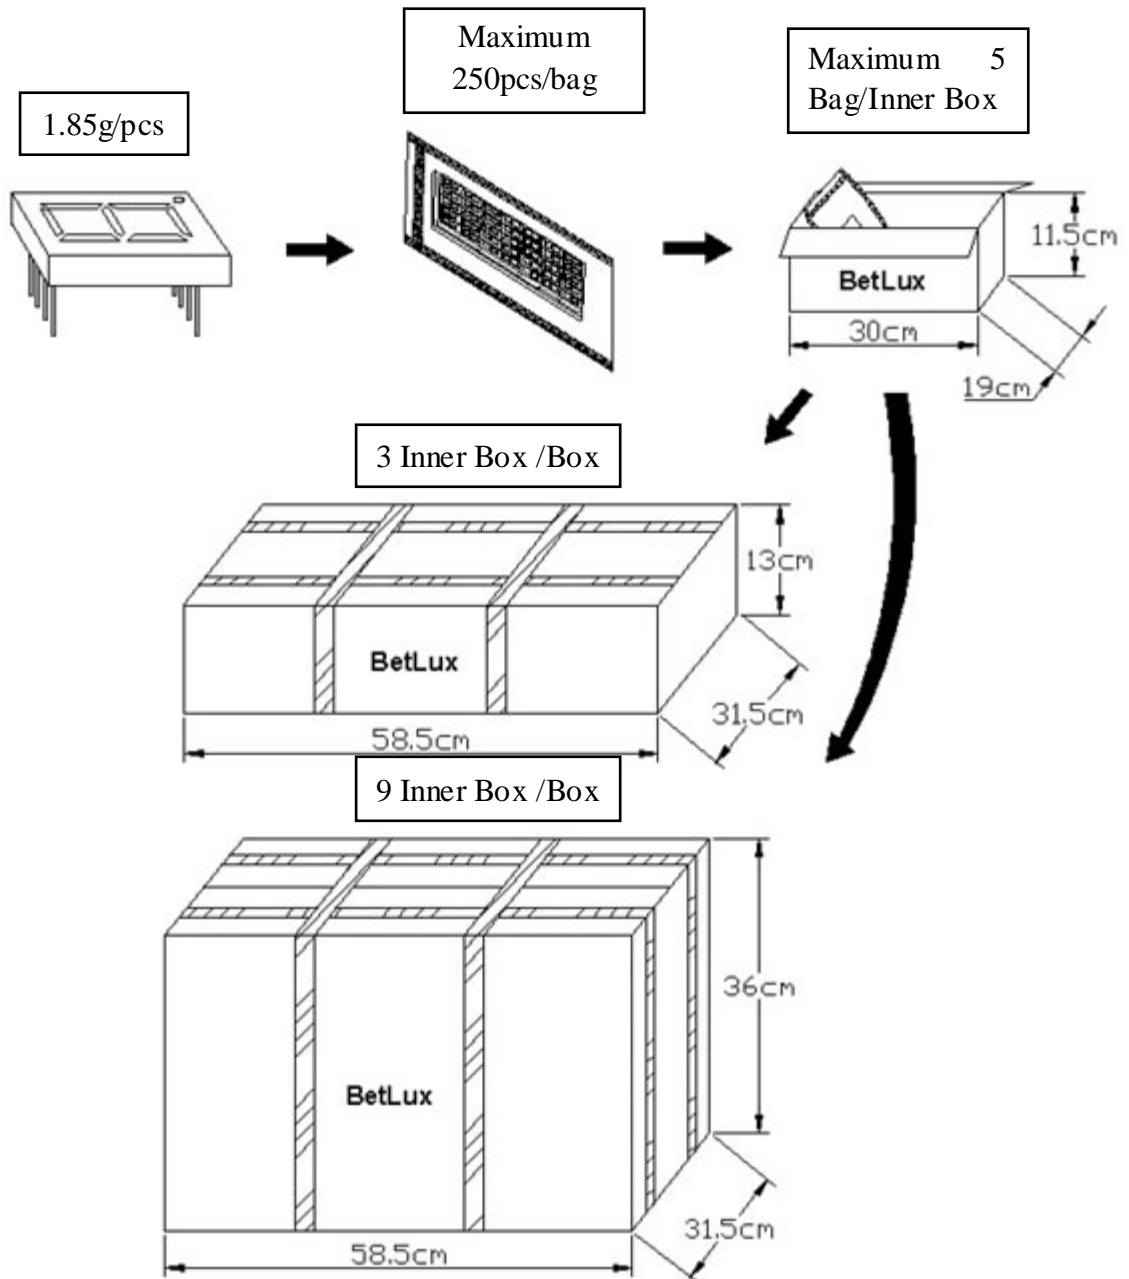 Maximum
250pcs/bag
Maximum 5
Bag/Inner Box
1.85g/pcs
11.5cm
BetLux
30cm
19cm
3 Inner Box /Box
13cm
BetLux
31.5cm
58.5cm
9 Inner Box /Box
36cm
BetLux
31.5cm
58.5cm